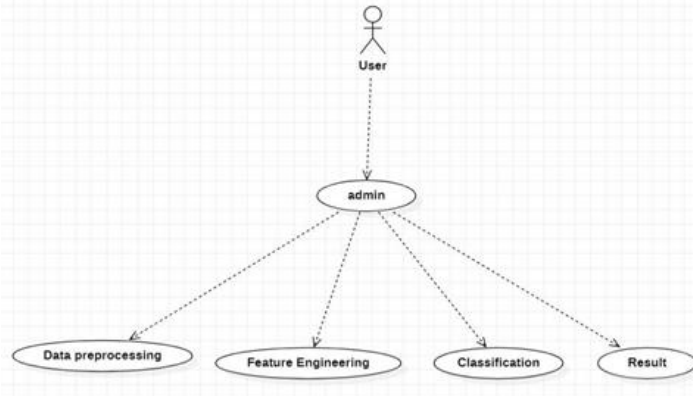 User
admin
Data preprocessing
Feature Engineering
Classification
Result